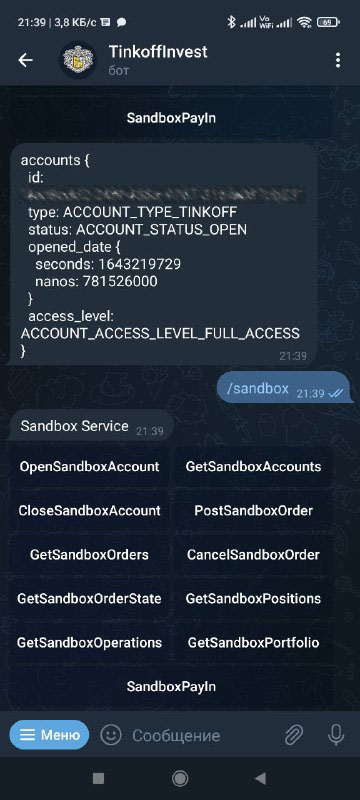 21:39 | 3,8 КБ/с
Vo
WiFi
69
TinkoffInvest
бот
SandboxPayIn
accounts {
id:
type: ACCOUNT_TYPE_TINKOFF
status: ACCOUNT_STATUS_OPEN
opened_date {
seconds: 1643219729
nanos: 781526000
}
access_level:
ACCOUNT_ACCESS_LEVEL_FULL_ACCESS
}
21:39
/sandbox 21:39
Sandbox Service 21:39
OpenSandboxAccount GetSandboxAccounts
CloseSandboxAccount PostSandboxOrder
GetSandboxOrders CancelSandboxOrder
GetSandboxOrderState GetSandboxPositions
GetSandboxOperations GetSandboxPortfolio
SandboxPayIn
Меню Сообщение